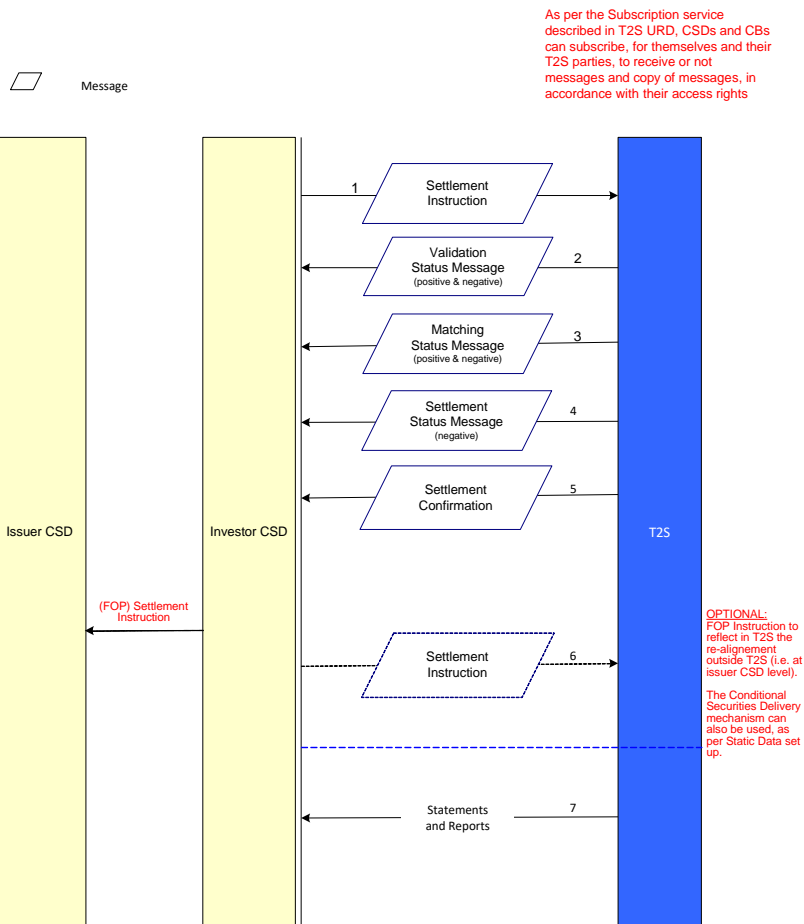 As per the Subscription service
described in T2S URD, CSDs and CBs
can subscribe, for themselves and their
T2S parties, to receive or not
messages and copy of messages, in
accordance with their access rights
Message
1
Settlement
Instruction
Validation
Status Message
(positive & negative)
2
Matching
Status Message
(positive & negative)
3
Settlement
Status Message
(negative)
4
Settlement
Confirmation
5
Issuer CSD
Investor CSD
T2S
(FOP) Settlement
Instruction
Settlement
Instruction
6
OPTIONAL:
FOP Instruction to
reflect in T2S the
re-alignement
outside T2S (i.e. at
issuer CSD level).
The Conditional
Securities Delivery
mechanism can
also be used, as
per Static Data set
up.
Statements
and Reports
7